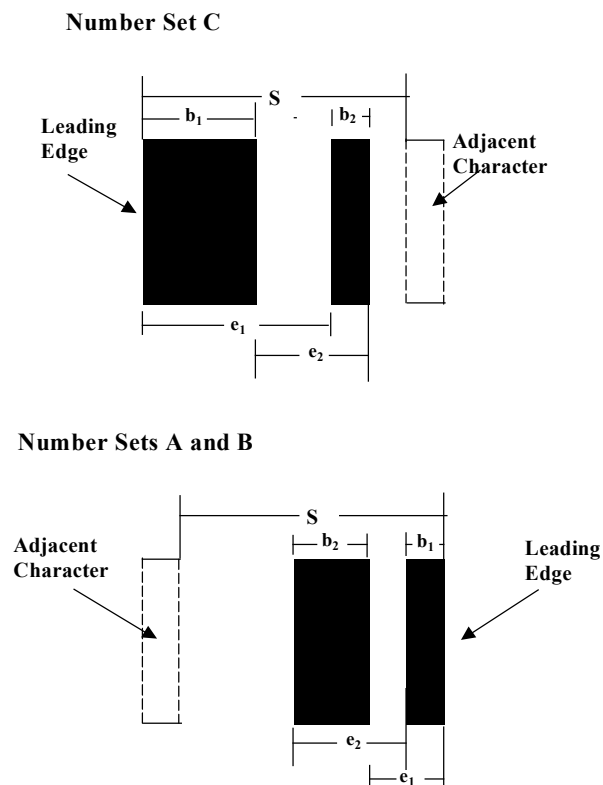 Number Set C
S
b₁ b₂
Leading
Edge
Adjacent
Character
e₁
e₂
Number Sets A and B
S
b₂ b₁
Adjacent
Character
Leading
Edge
e₂
e₁